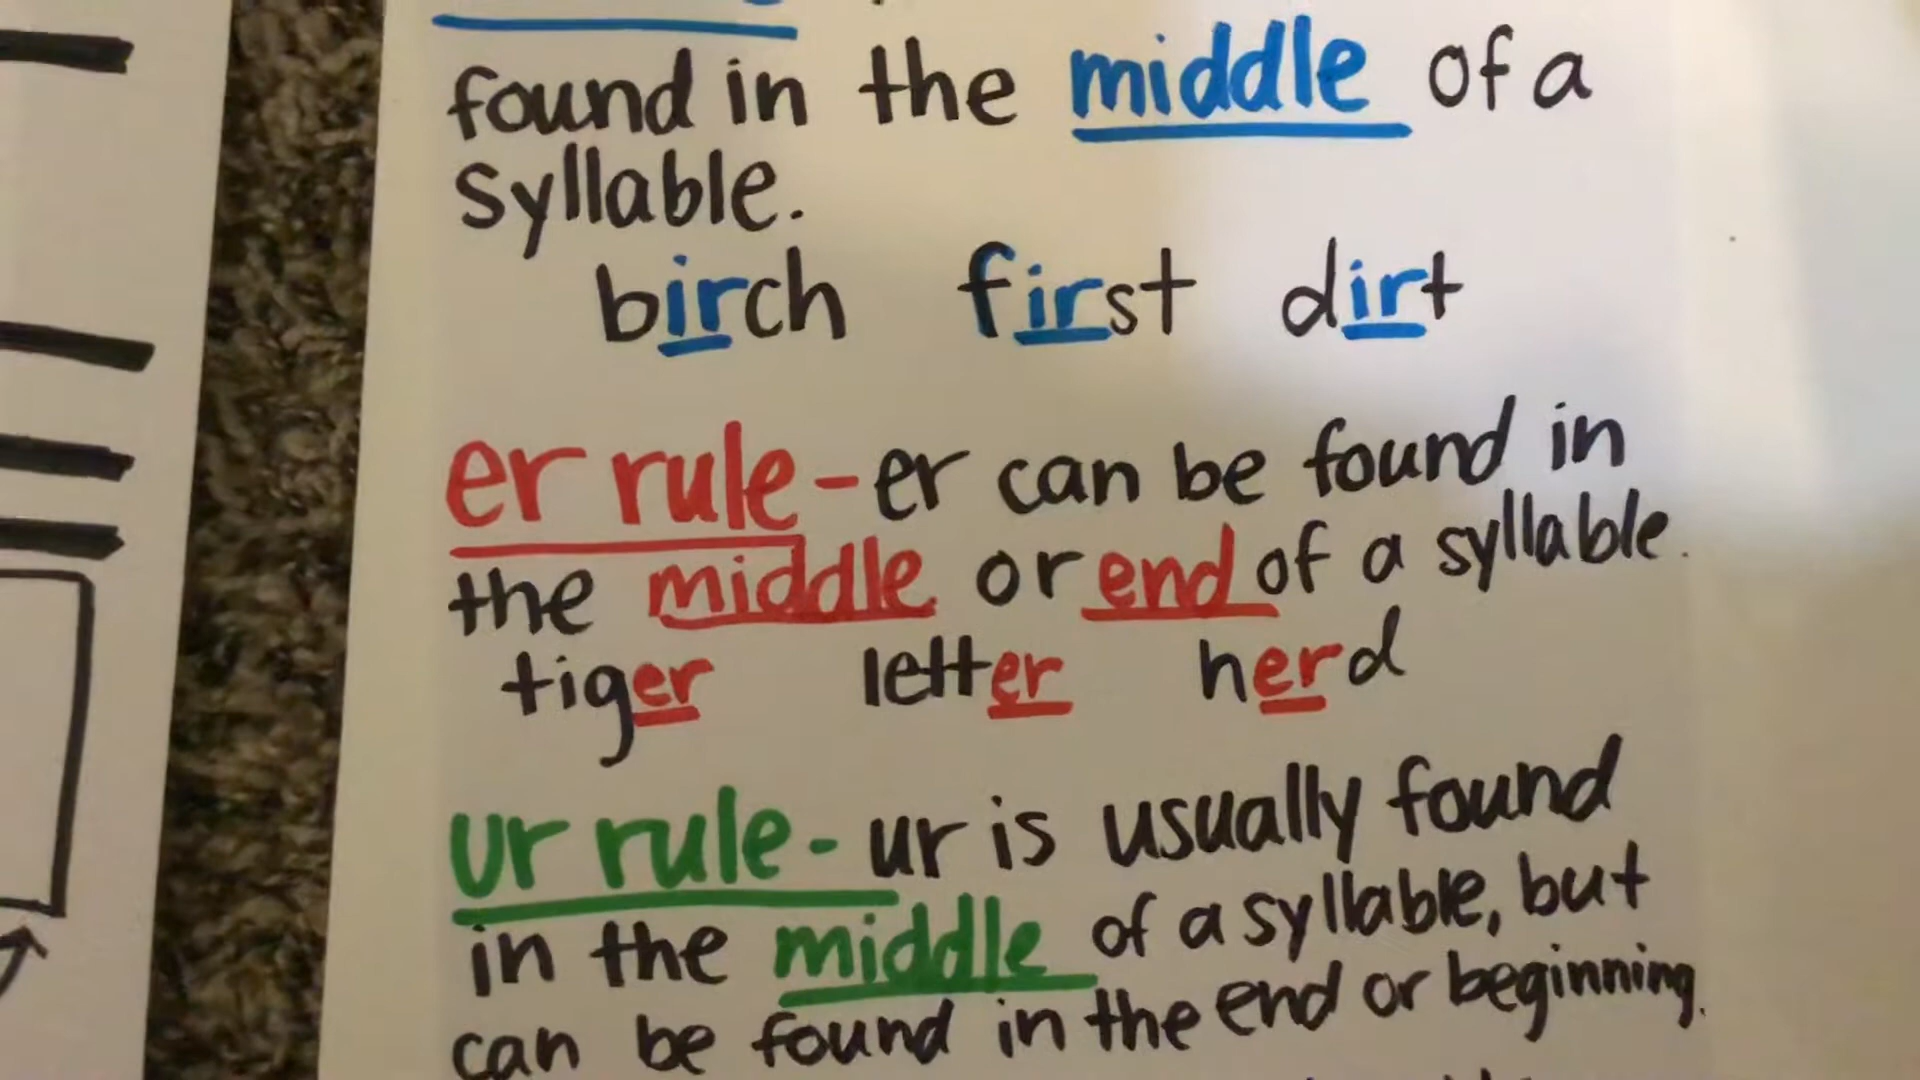 found in the middle of a
syllable.
birch first dirt
er rule - er can be found in
the middle or end of a syllable.
tiger letter nerd
ur rule - ur is usually found
in the middle of a syllable, but
can be found in the end or beginning.